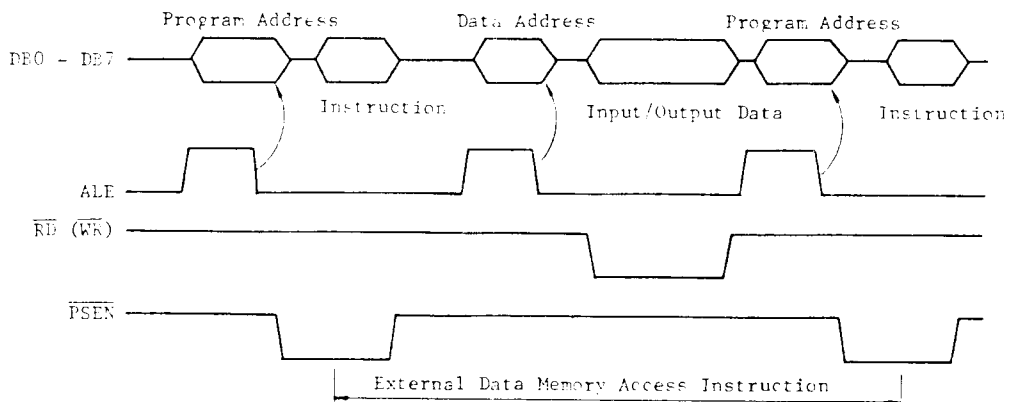 Program Address Data Address Program Address
DB0 - DB7
Instruction Input/Output Data Instruction
ALE
RD (WR)
PSEN
External Data Memory Access Instruction